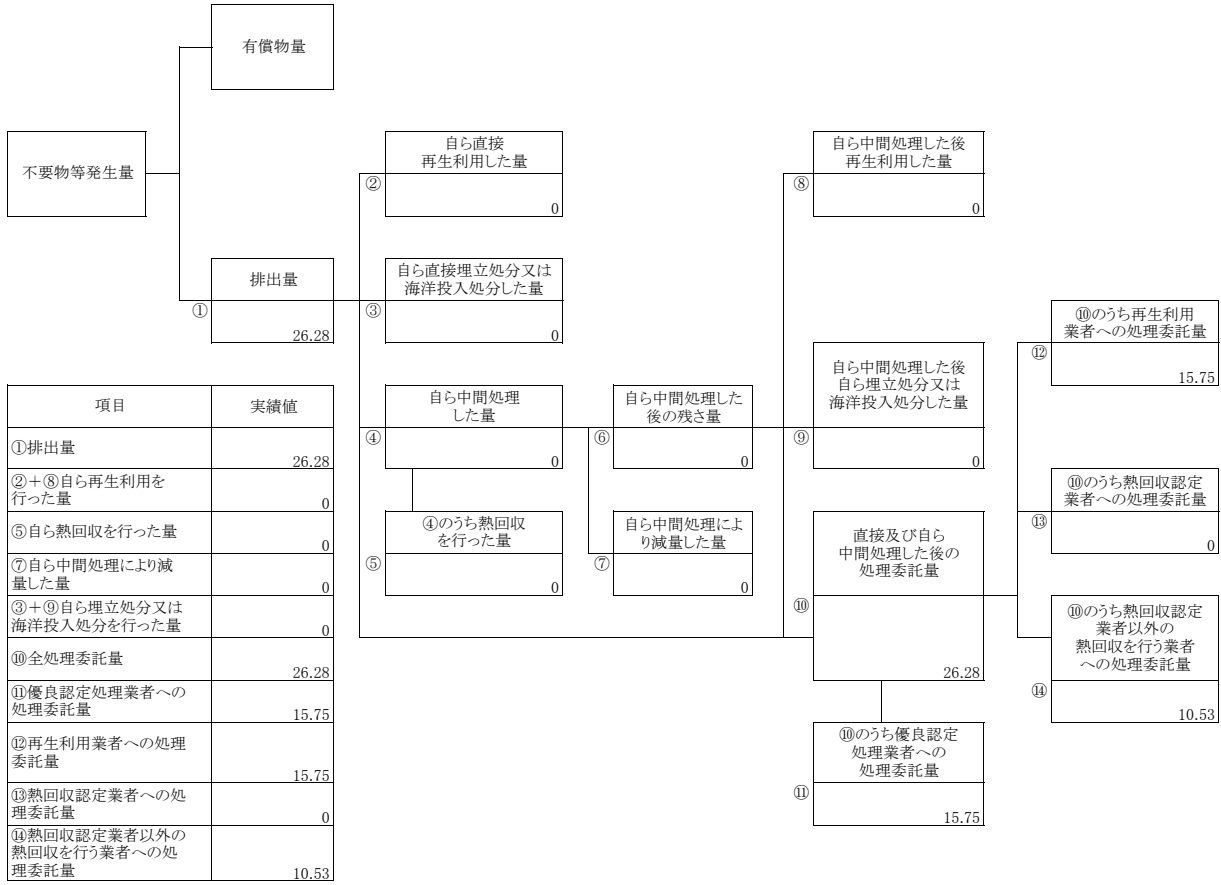 有償物量
不要物等発生量
排出量
①
26.28
自ら直接
再生利用した量
②
0
自ら直接埋立処分又は
海洋投入処分した量
③
0
自ら中間処理
した量
④
0
④のうち熱回収
を行った量
⑤
0
自ら中間処理した
後の残さ量
⑥
0
自ら中間処理によ
り減量した量
⑦
0
自ら中間処理した後
再生利用した量
⑧
0
自ら中間処理した後
自ら埋立処分又は
海洋投入処分した量
⑨
0
直接及び自ら
中間処理した後の
処理委託量
⑩
26.28
⑩のうち優良認定
処理業者への
処理委託量
⑪
15.75
⑩のうち再生利用
業者への処理委託量
⑫
15.75
⑩のうち熱回収認定
業者への処理委託量
⑬
0
⑩のうち熱回収認定
業者以外の
熱回収を行う業者
への処理委託量
⑭
10.53
項目 実績値
①排出量
26.28
②+⑧自ら再生利用を
行った量
0
⑤自ら熱回収を行った量
0
⑦自ら中間処理により減
量した量
0
③+⑨自ら埋立処分又は
海洋投入処分を行った量
0
⑩全処理委託量
26.28
⑪優良認定処理業者への
処理委託量
15.75
⑫再生利用業者への処理
委託量
15.75
⑬熱回収認定業者への処
理委託量
0
⑭熱回収認定業者以外の
熱回収を行う業者への処
理委託量
10.53